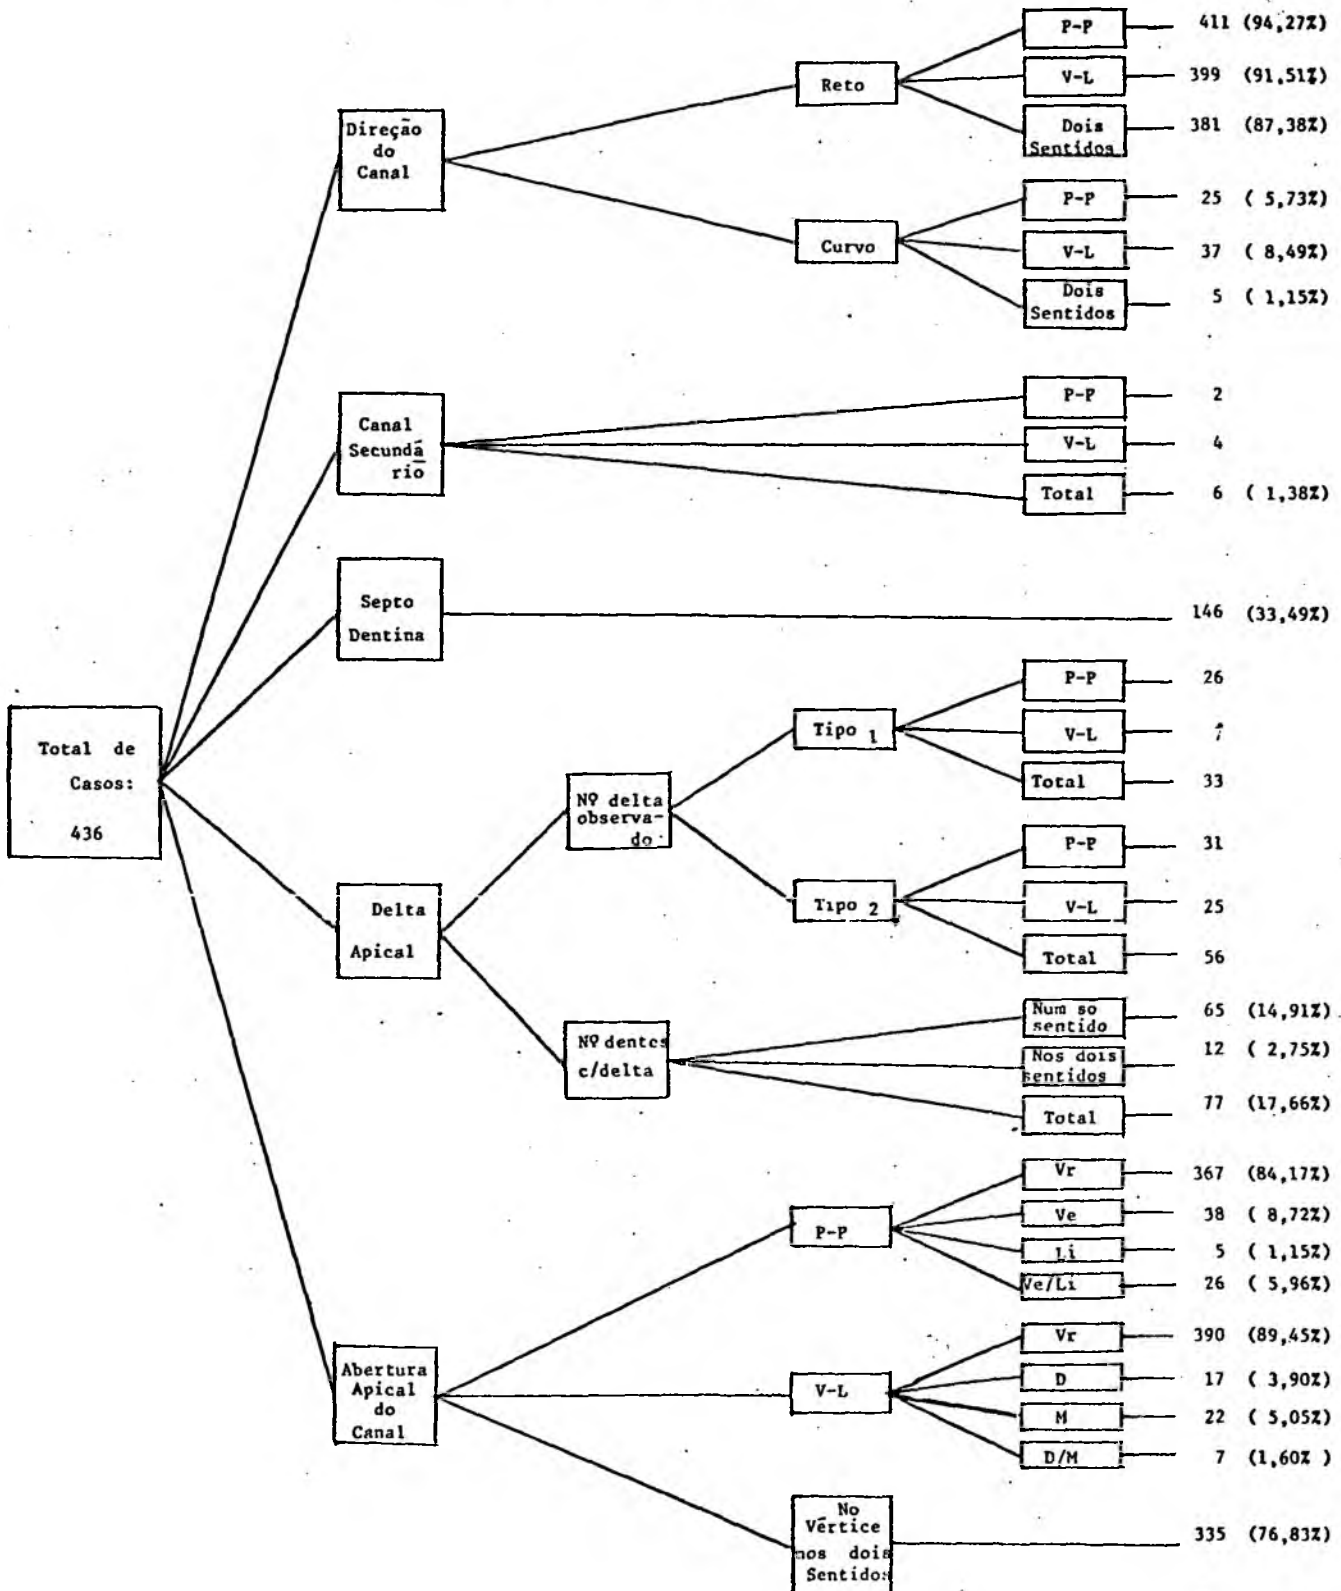 Total de
Casos:
436
Direção
do
Canal
Reto
P-P 411 (94,27%)
V-L 399 (91,51%)
Dois
Sentidos 381 (87,38%)
Curvo
P-P 25 ( 5,73%)
V-L 37 ( 8,49%)
Dois
Sentidos 5 ( 1,15%)
Canal
Secundá
rio
P-P 2
V-L 4
Total 6 ( 1,38%)
Septo
Dentina
146 (33,49%)
Delta
Apical
Nº delta
observa-
do
Tipo 1
P-P 26
V-L 7
Total 33
Tipo 2
P-P 31
V-L 25
Total 56
Nº dentes
c/delta
Num so
sentido 65 (14,91%)
Nos dois
sentidos 12 ( 2,75%)
Total 77 (17,66%)
Abertura
Apical
do
Canal
P-P
Vr 367 (84,17%)
Ve 38 ( 8,72%)
Li 5 ( 1,15%)
Ve/Li 26 ( 5,96%)
V-L
Vr 390 (89,45%)
D 17 ( 3,90%)
M 22 ( 5,05%)
D/M 7 (1,60% )
No
Vértice
nos dois
Sentidos
335 (76,83%)